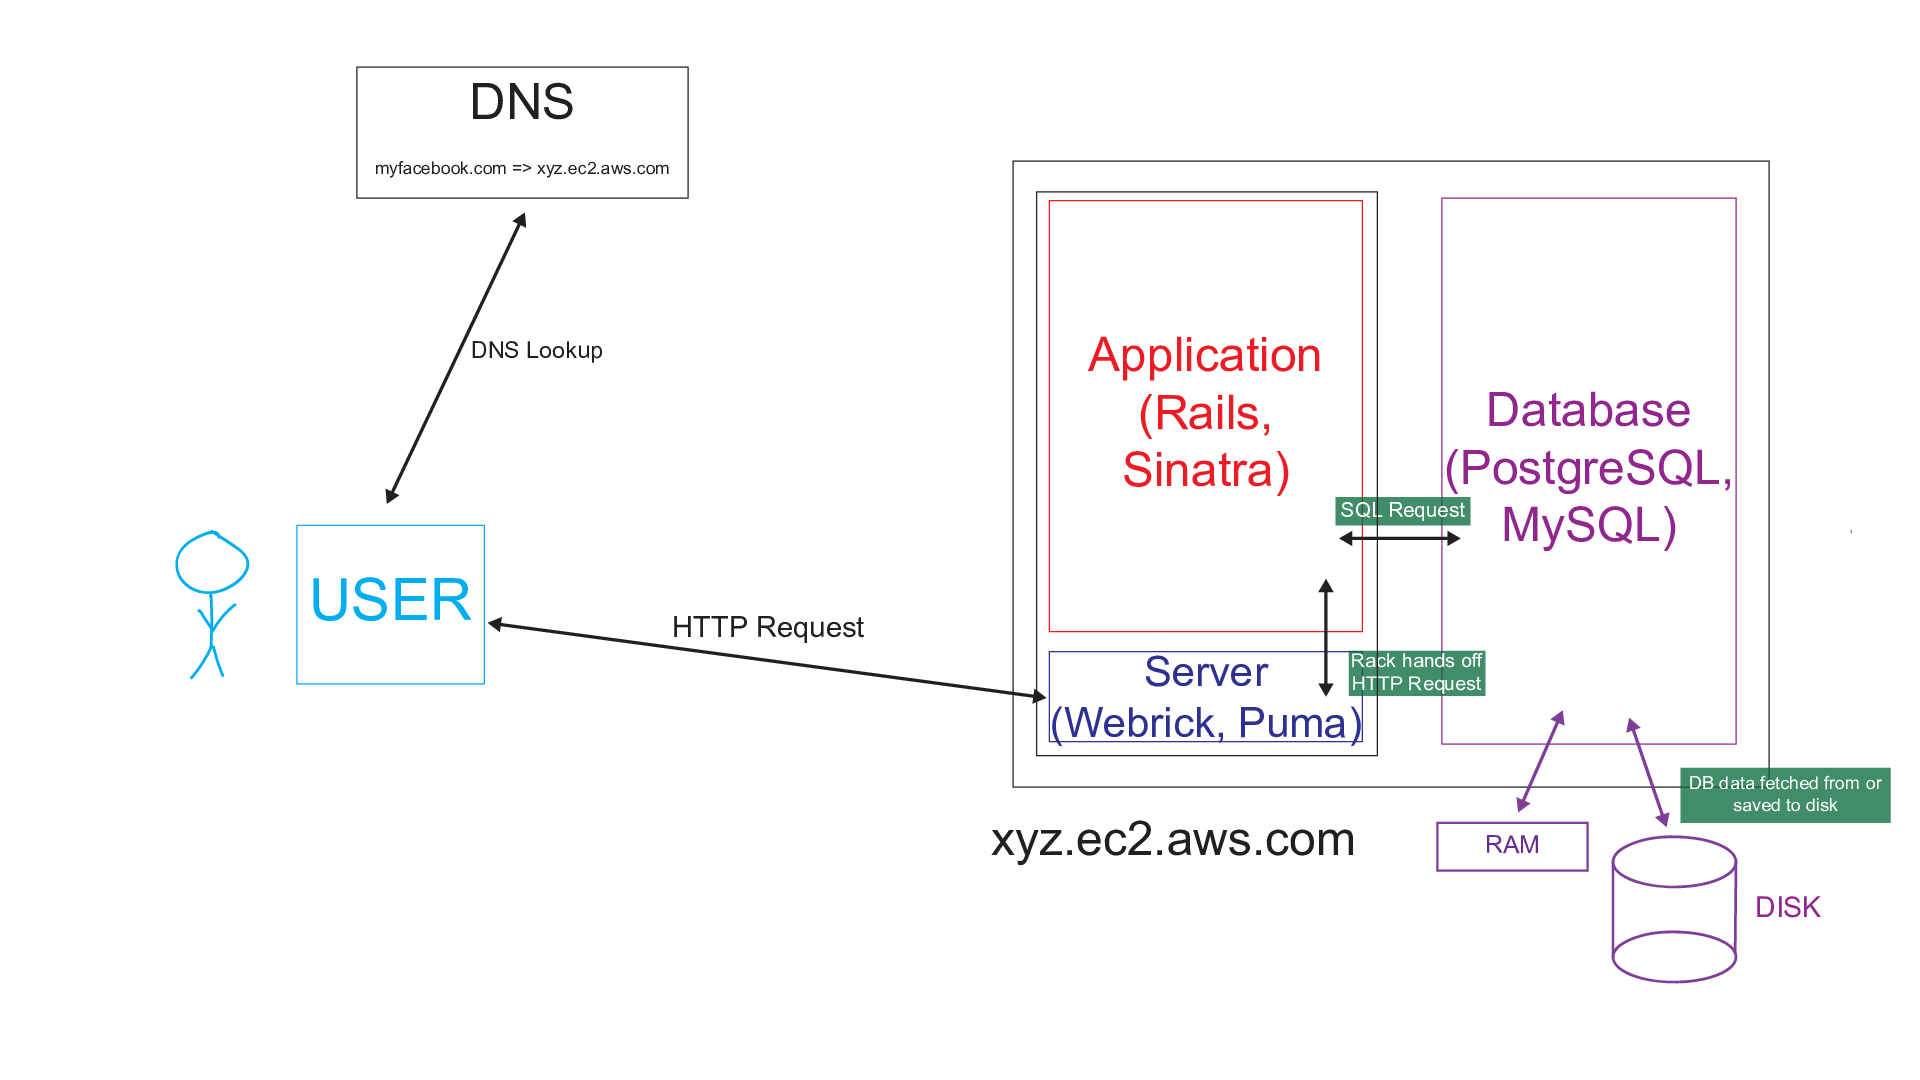 DNS
myfacebook.com => xyz.ec2.aws.com
DNS Lookup
USER
HTTP Request
Application
(Rails,
Sinatra)
Database
(PostgreSQL,
MySQL)
SQL Request
Rack hands off
HTTP Request
Server
(Webrick, Puma)
DB data fetched from or
saved to disk
xyz.ec2.aws.com
RAM
DISK